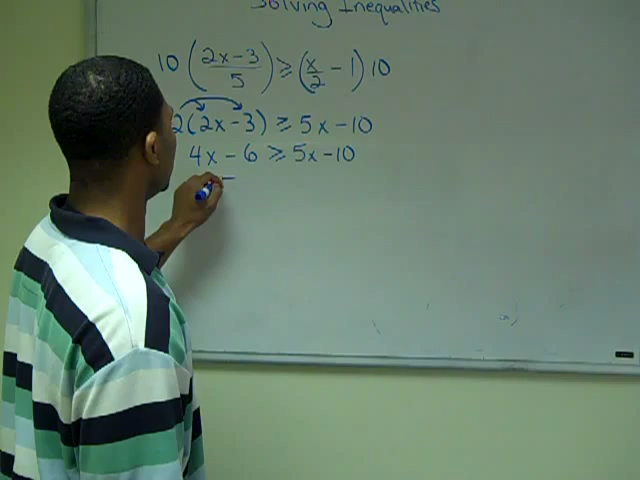 Solving Inequalities
10 ( 2x - 3 / 5 ) ≥ ( x / 2 - 1 ) 10
2 ( 2x - 3 ) ≥ 5x - 10
4x - 6 ≥ 5x - 10
-